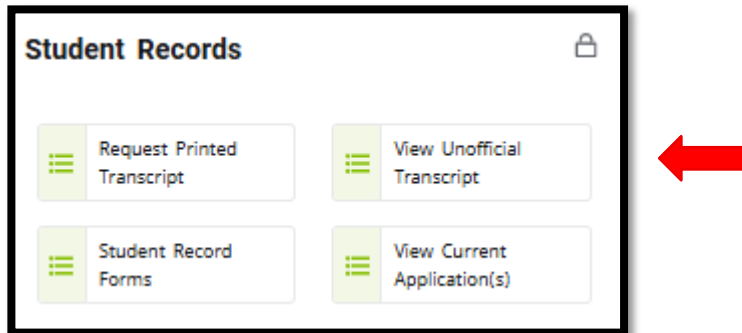 Student Records
Request Printed
Transcript
View Unofficial
Transcript
Student Record
Forms
View Current
Application(s)